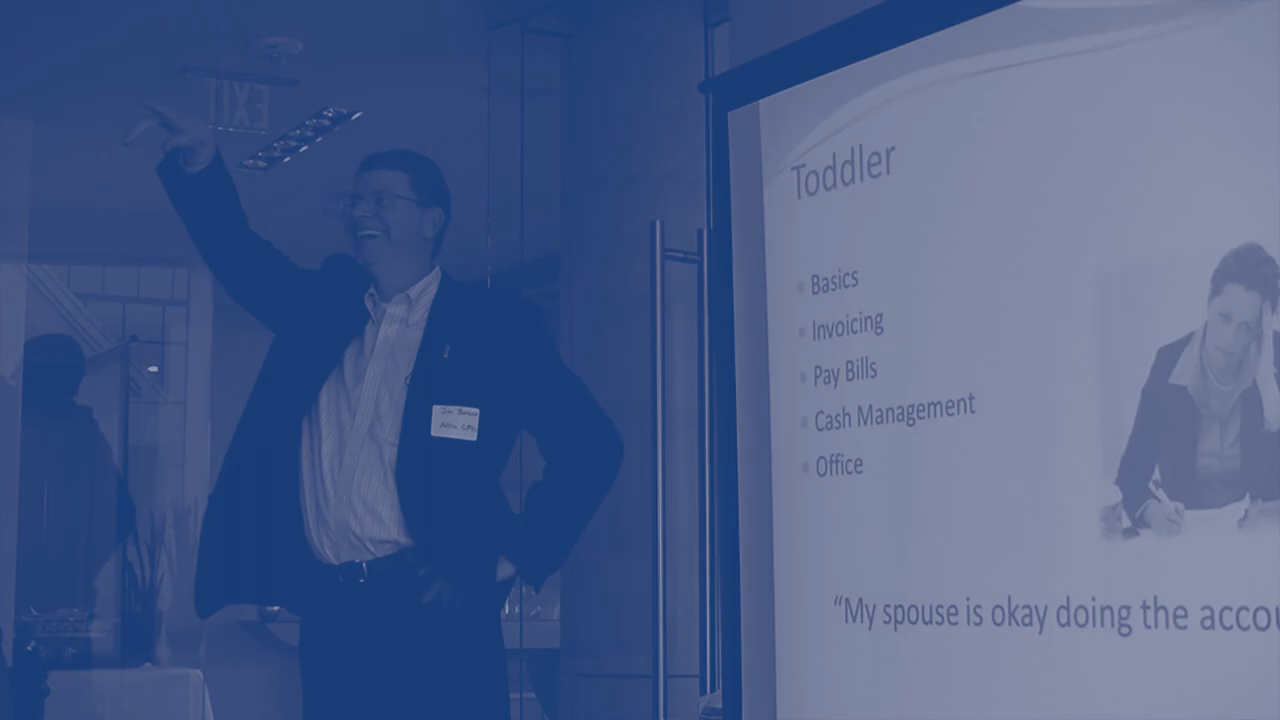 EXIT
Toddler
Basics
Invoicing
Pay Bills
Cash Management
Office
“My spouse is okay doing the accou